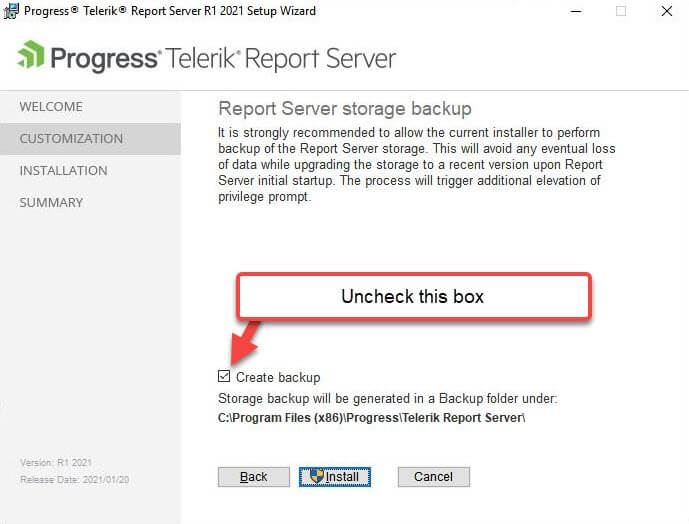 Progress® Telerik® Report Server R1 2021 Setup Wizard
Progress® Telerik® Report Server
WELCOME
CUSTOMIZATION
INSTALLATION
SUMMARY
Report Server storage backup
It is strongly recommended to allow the current installer to perform
backup of the Report Server storage. This will avoid any eventual loss
of data while upgrading the storage to a recent version upon Report
Server initial startup. The process will trigger additional elevation of
privilege prompt.
Uncheck this box
Create backup
Storage backup will be generated in a Backup folder under:
C:\Program Files (x86)\Progress\Telerik Report Server\
Version: R1 2021
Release Date: 2021/01/20
Back
Install
Cancel